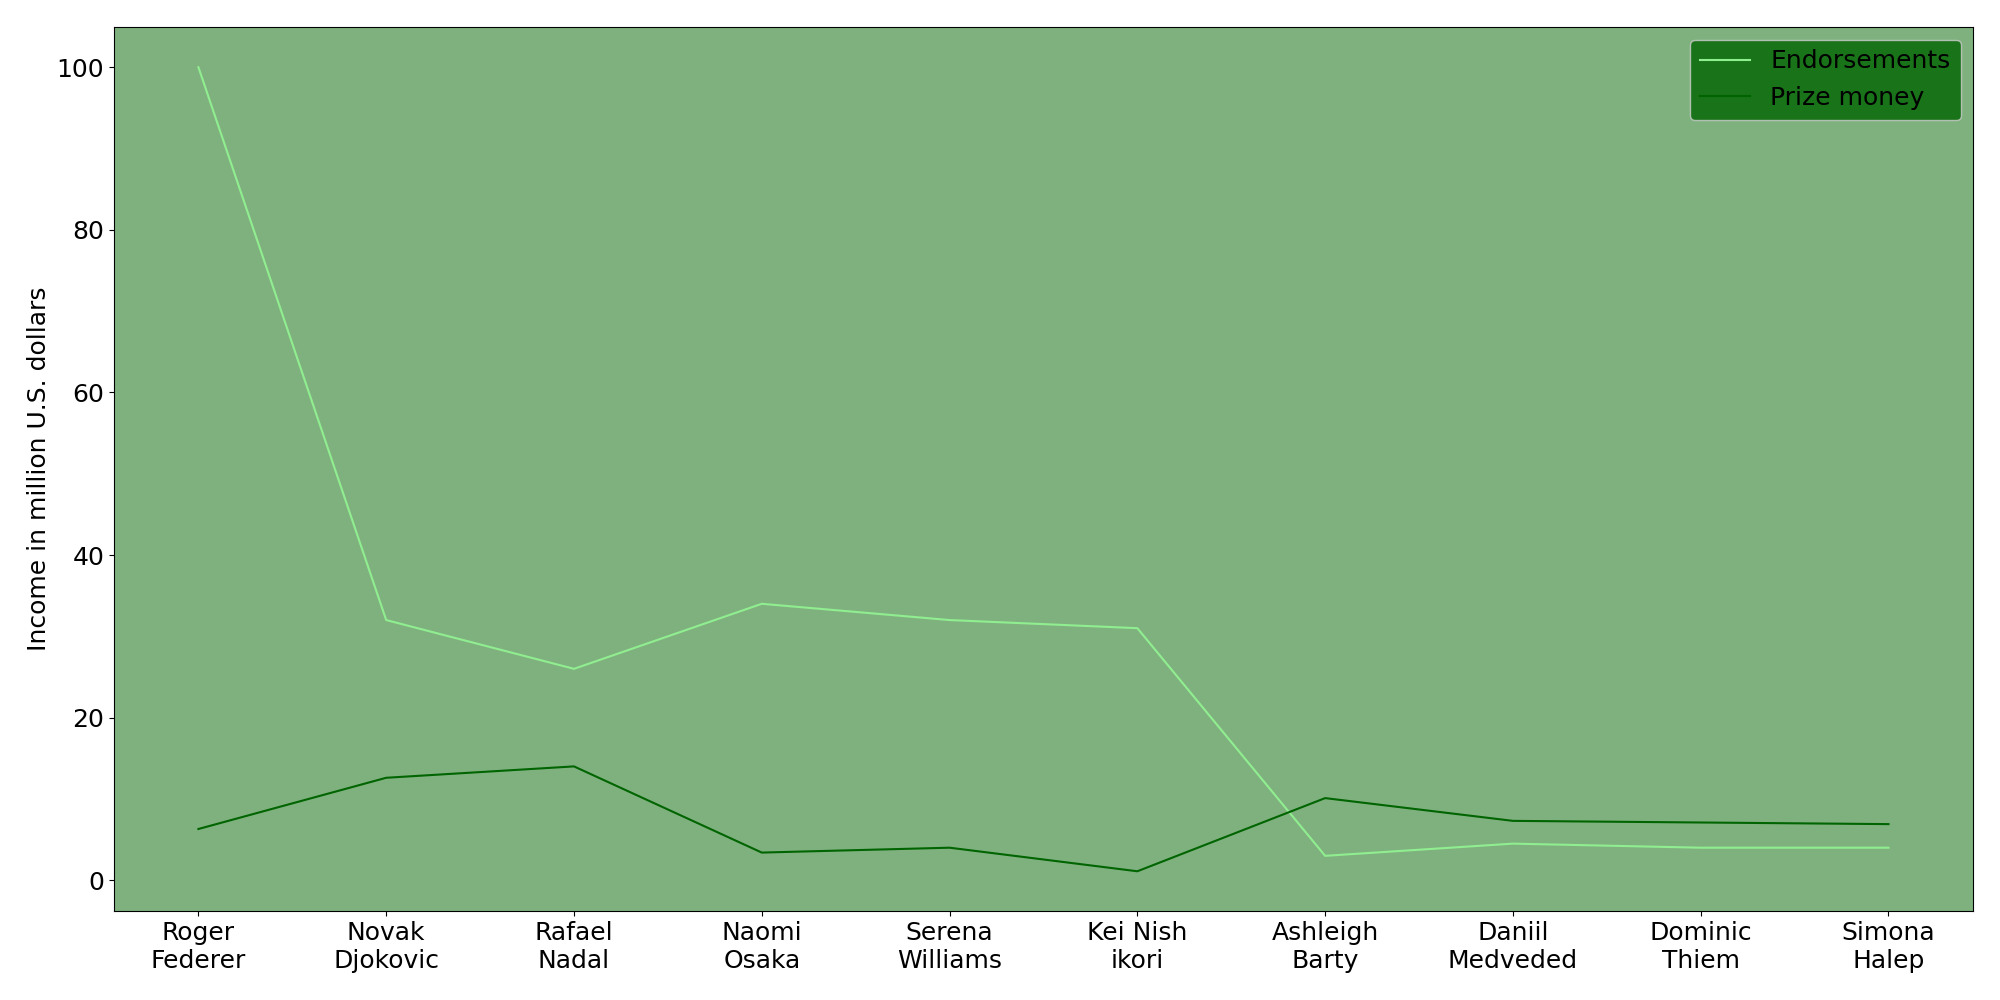 Endorsements
Prize money
Income in million U.S. dollars
100
80
60
40
20
0
Roger
Federer
Novak
Djokovic
Rafael
Nadal
Naomi
Osaka
Serena
Williams
Kei Nish
ikori
Ashleigh
Barty
Daniil
Medveded
Dominic
Thiem
Simona
Halep